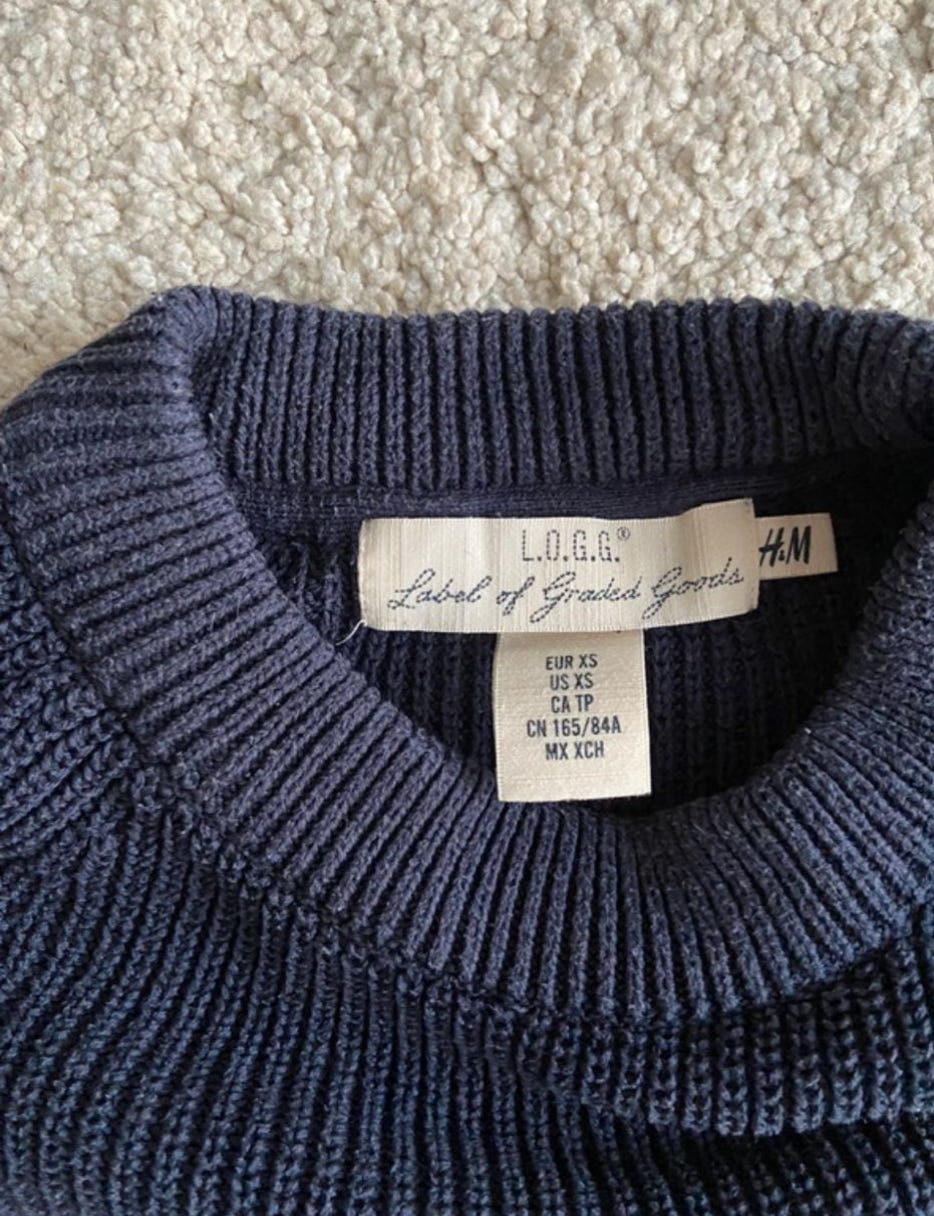 L.O.G.G.®
Label of Graded Goods
H&M
EUR XS
US XS
CA TP
CN 165/84A
MX XCH